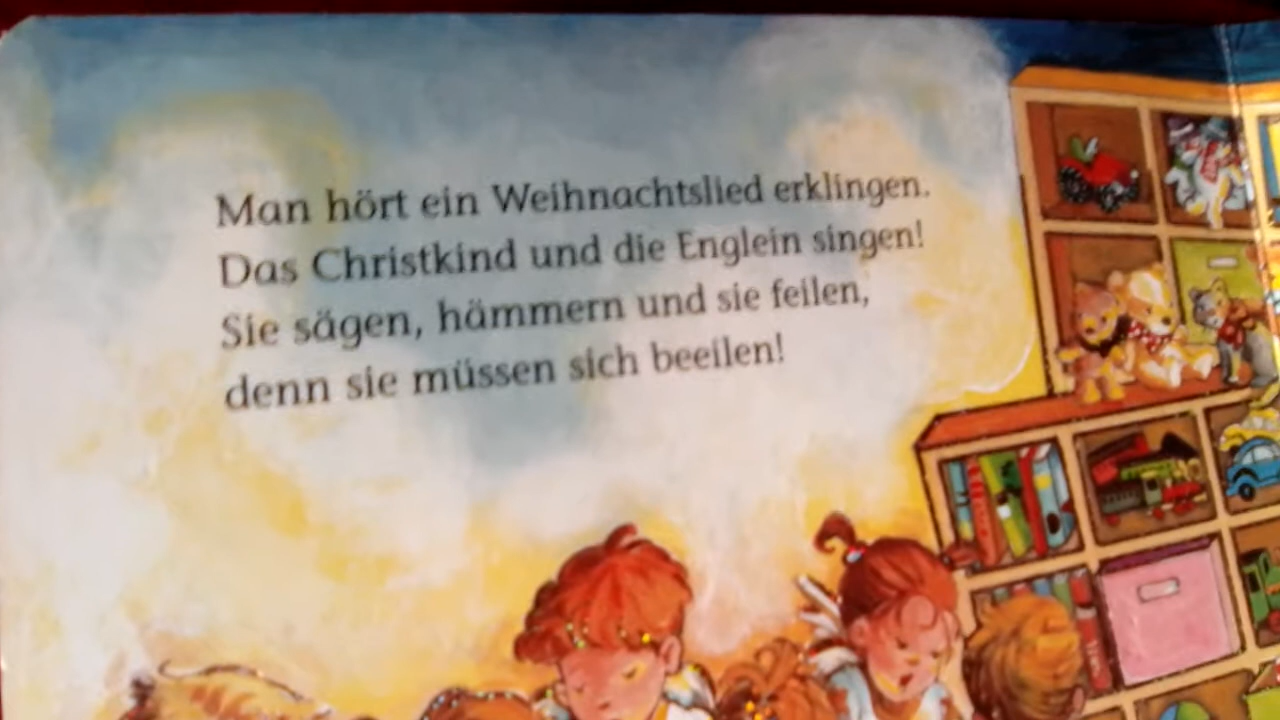 Man hört ein Weihnachtslied erklingen.
Das Christkind und die Englein singen!
Sie sägen, hämmern und sie feilen,
denn sie müssen sich beeilen!